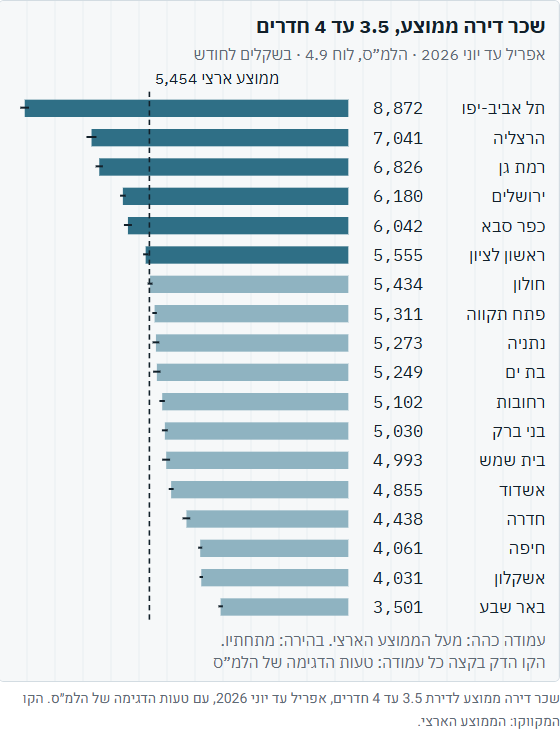 שכר דירה ממוצע, 3.5 עד 4 חדרים
אפריל עד יוני 2026 · הלמ״ס, לוח 4.9 · בשקלים לחודש
ממוצע ארצי 5,454
תל אביב-יפו 8,872
הרצליה 7,041
רמת גן 6,826
ירושלים 6,180
כפר סבא 6,042
ראשון לציון 5,555
חולון 5,434
פתח תקווה 5,311
נתניה 5,273
בת ים 5,249
רחובות 5,102
בני ברק 5,030
בית שמש 4,993
אשדוד 4,855
חדרה 4,438
חיפה 4,061
אשקלון 4,031
באר שבע 3,501
עמודה כהה: מעל הממוצע הארצי. בהירה: מתחתיו.
הקו הדק בקצה כל עמודה: טעות הדגימה של הלמ״ס
שכר דירה ממוצע לדירת 3.5 עד 4 חדרים, אפריל עד יוני 2026, עם טעות הדגימה של הלמ״ס. הקו
המקווקו: הממוצע הארצי.